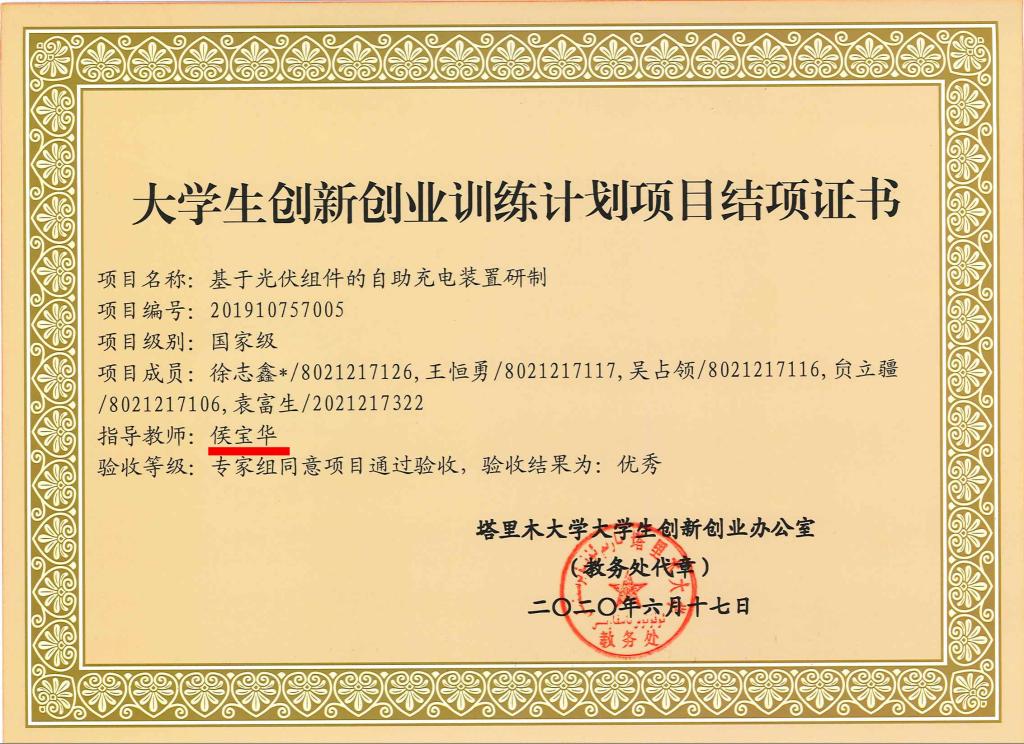 大学生创新创业训练计划项目结项证书
项目名称：基于光伏组件的自助充电装置研制
项目编号：201910757005
项目级别：国家级
项目成员：徐志鑫*/8021217126,王恒勇/8021217117,吴占领/8021217116,贠立疆
/8021217106,袁富生/2021217322
指导教师：侯宝华
验收等级：专家组同意项目通过验收，验收结果为：优秀
塔里木大学大学生创新创业办公室
（教务处代章）
二〇二〇年六月十七日
塔里木大学
教务处